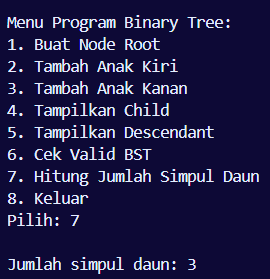 Menu Program Binary Tree:
1. Buat Node Root
2. Tambah Anak Kiri
3. Tambah Anak Kanan
4. Tampilkan Child
5. Tampilkan Descendant
6. Cek Valid BST
7. Hitung Jumlah Simpul Daun
8. Keluar
Pilih: 7
Jumlah simpul daun: 3